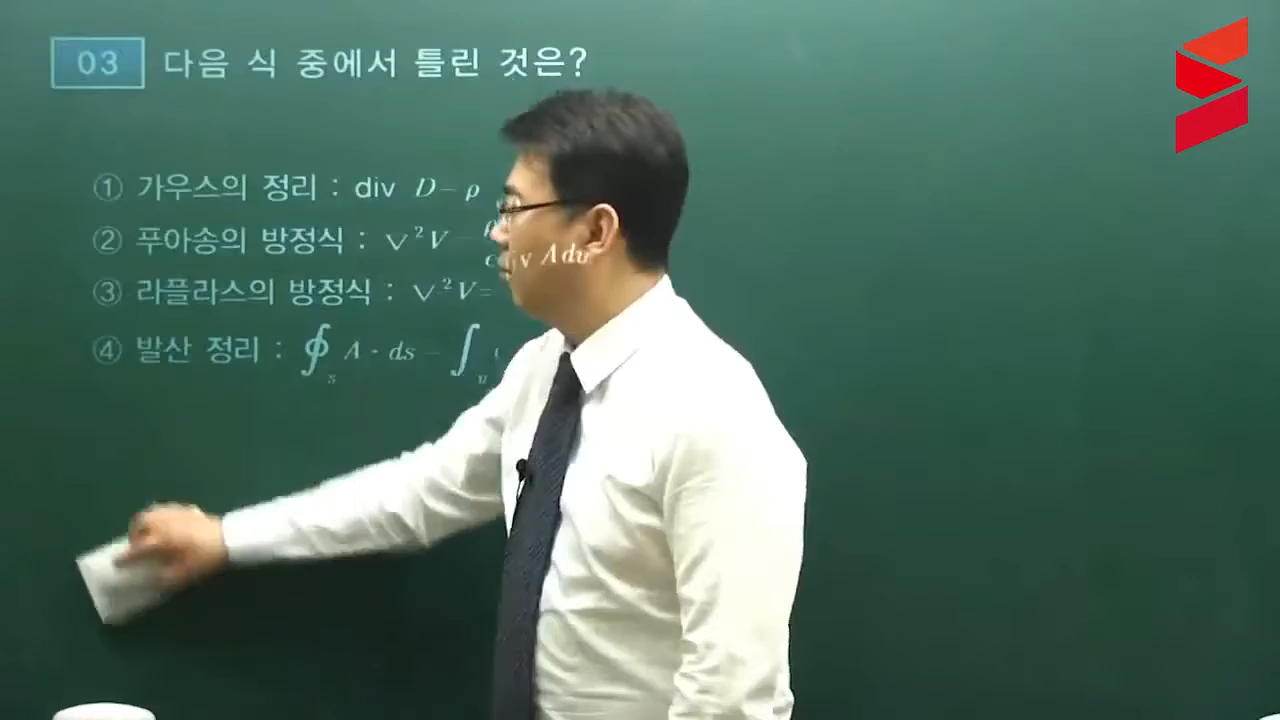 03 다음 식 중에서 틀린 것은?
① 가우스의 정리 : div D = ρ
② 푸아송의 방정식 : ∇²V =
③ 라플라스의 방정식 : ∇²V =
④ 발산 정리 : ∮s A · ds = ∫v div A dv